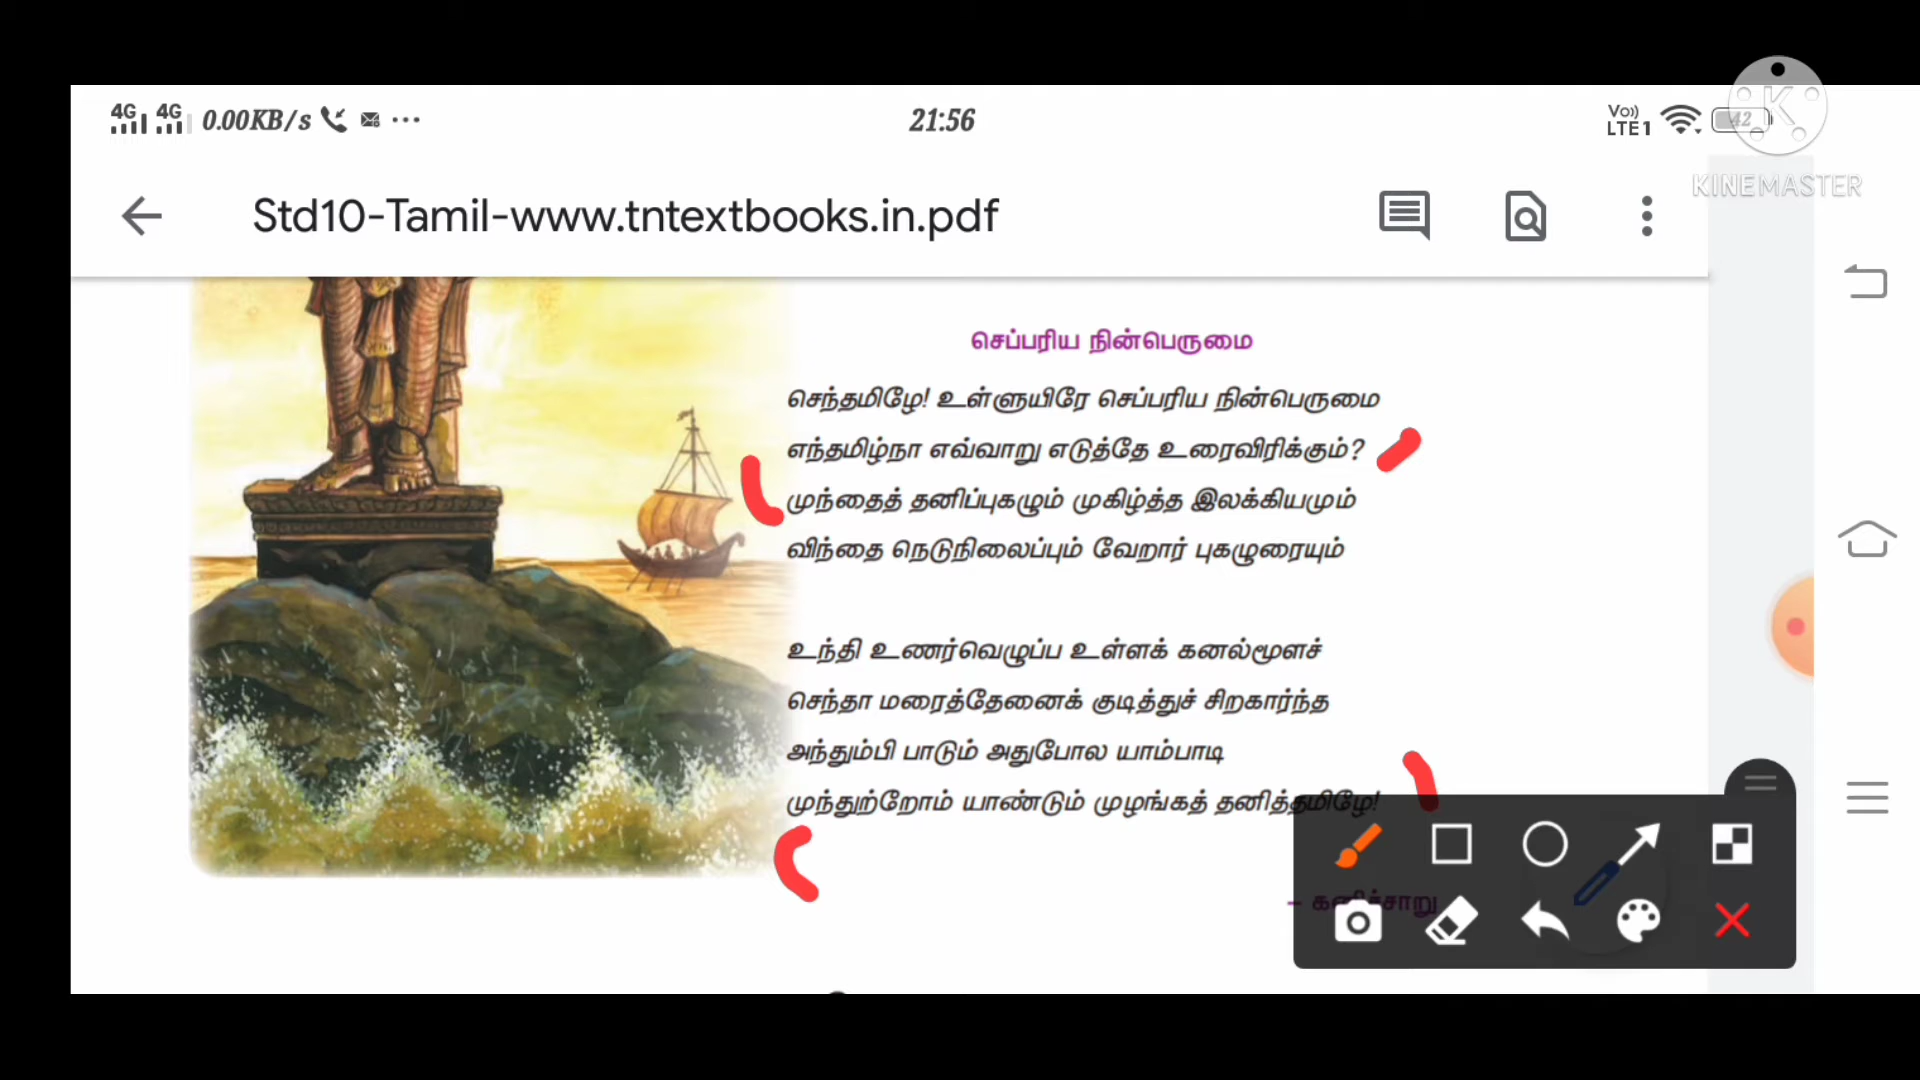 4G 4G 0.00KB/s ... 21:56 Vo)) LTE1 42
KINEMASTER
Std10-Tamil-www.tntextbooks.in.pdf
செப்பரிய நின்பெருமை
செந்தமிழே! உள்ளுயிரே செப்பரிய நின்பெருமை
எந்தமிழ்நா எவ்வாறு எடுத்தே உரைவிரிக்கும்?
முந்தைத் தனிப்புகழும் முகிழ்த்த இலக்கியமும்
விந்தை நெடுநிலைப்பும் வேறார் புகழுரையும்
உந்தி உணர்வெழுப்ப உள்ளக் கனல்மூளச்
செந்தா மரைத்தேனைக் குடித்துச் சிறகார்ந்த
அந்தும்பி பாடும் அதுபோல யாம்பாடி
முந்துற்றோம் யாண்டும் முழங்கத் தனித்தமிழே!
– கனிச்சாறு